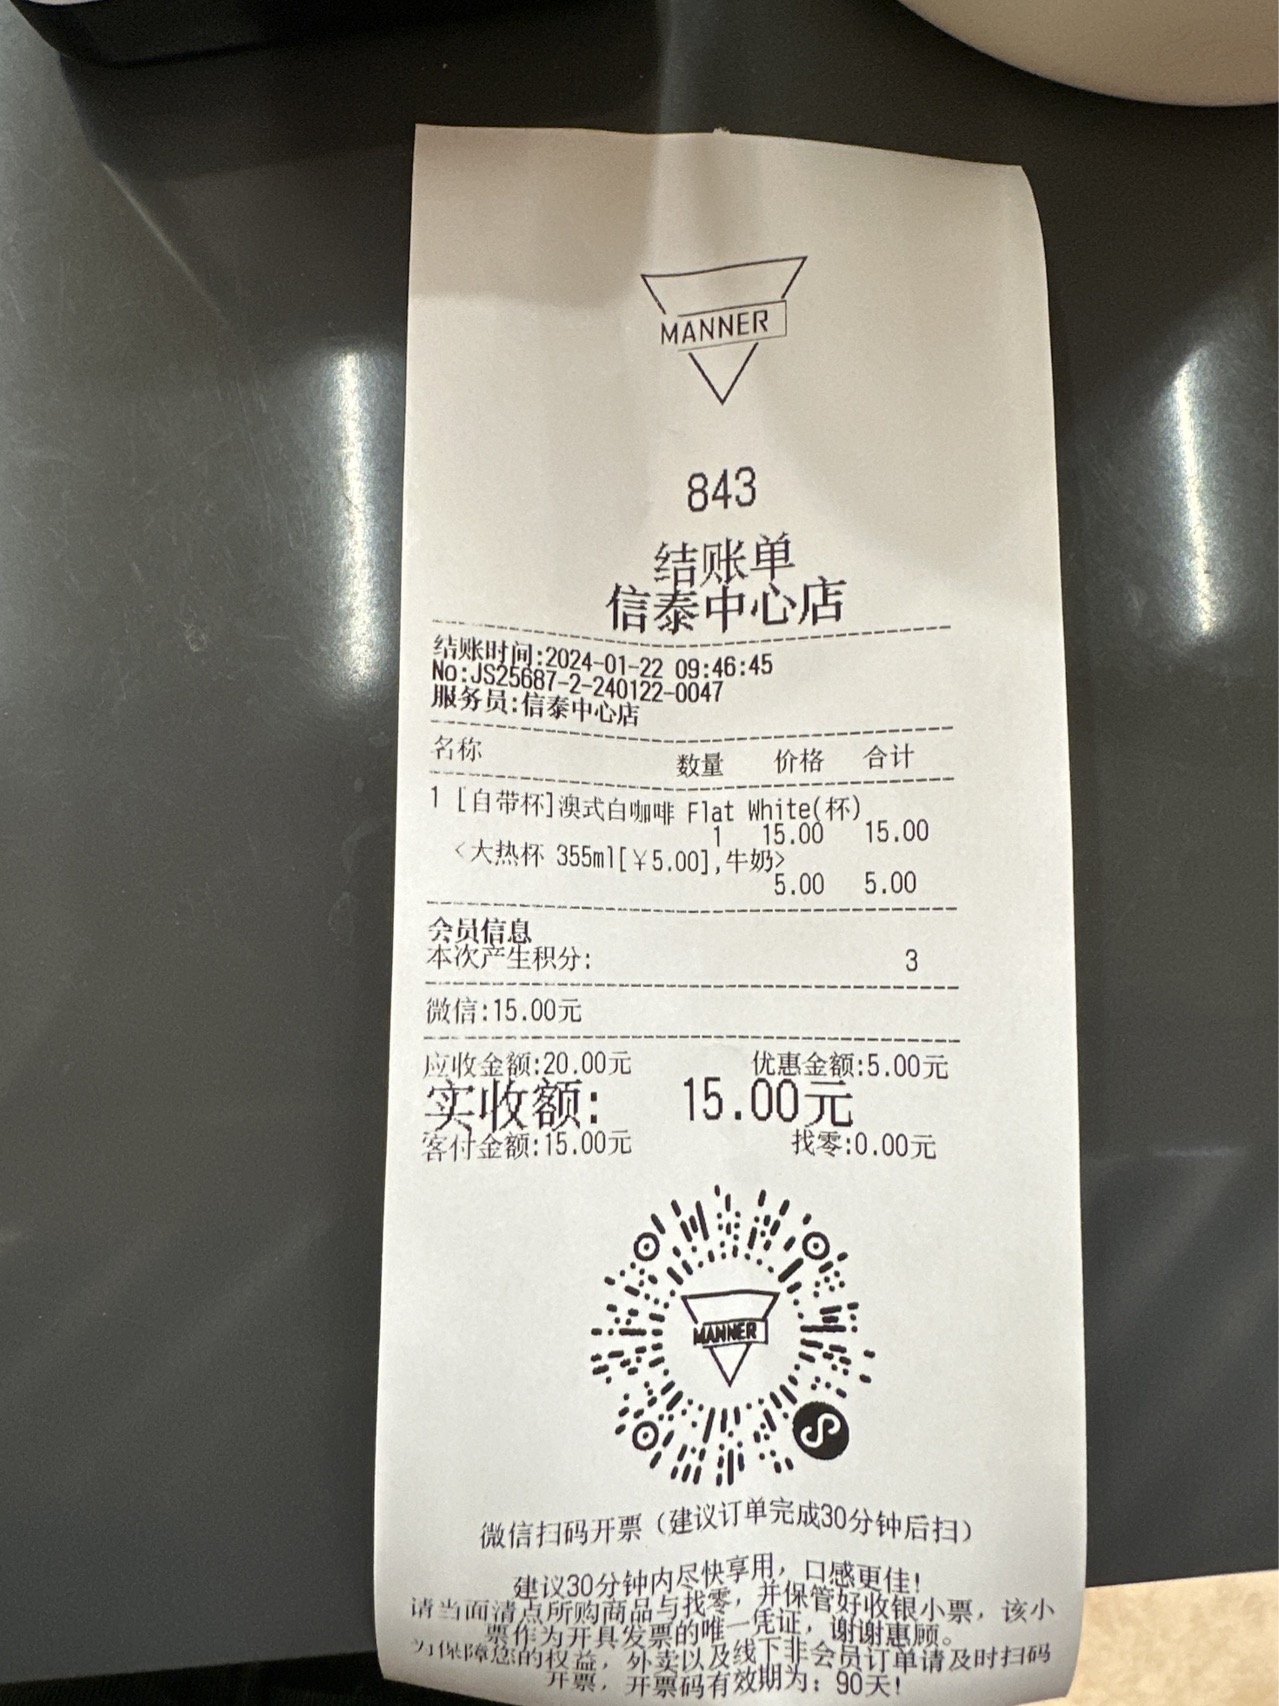 MANNER
843
结账单
信泰中心店
结账时间:2024-01-22 09:46:45
No:JS25687-2-240122-0047
服务员:信泰中心店
名称 数量 价格 合计
1 [自带杯]澳式白咖啡 Flat White(杯)
1 15.00 15.00
<大热杯 355ml[￥5.00],牛奶>
5.00 5.00
会员信息
本次产生积分: 3
微信:15.00元
应收金额:20.00元 优惠金额:5.00元
实收额: 15.00元
客付金额:15.00元 找零:0.00元
MANNER
微信扫码开票（建议订单完成30分钟后扫）
建议30分钟内尽快享用，口感更佳!
请当面清点所购商品与找零，并保管好收银小票，该小
票作为开具发票的唯一凭证，谢谢惠顾。
为保障您的权益，外卖以及线下非会员订单请及时扫码
开票，开票码有效期为：90天!